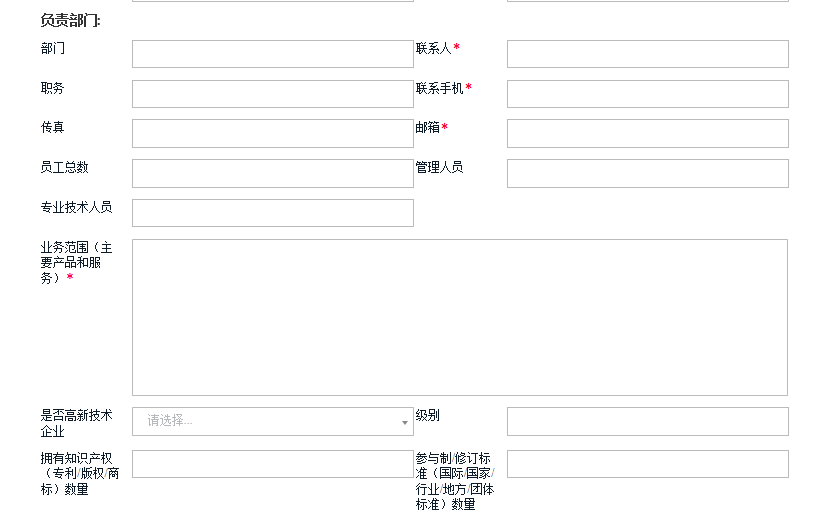 负责部门:
部门
联系人*
职务
联系手机*
传真
邮箱*
员工总数
管理人员
专业技术人员
业务范围（主
要产品和服
务）*
是否高新技术
企业
请选择...
级别
拥有知识产权
（专利/版权/商
标）数量
参与制/修订标
准（国际/国家/
行业/地方/团体
标准）数量